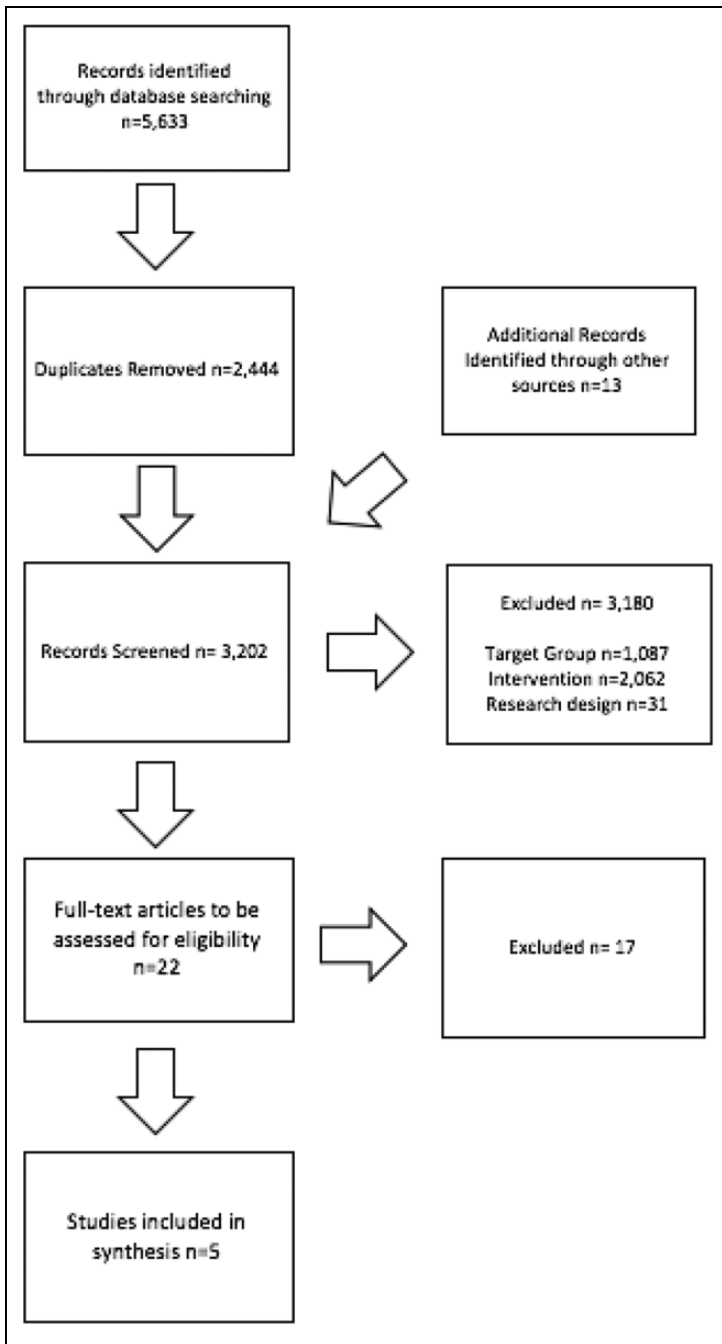 Records identified
through database searching
n=5,633
Duplicates Removed n=2,444
Additional Records
Identified through other
sources n=13
Records Screened n= 3,202
Excluded n= 3,180
Target Group n=1,087
Intervention n=2,062
Research design n=31
Full-text articles to be
assessed for eligibility
n=22
Excluded n= 17
Studies included in
synthesis n=5